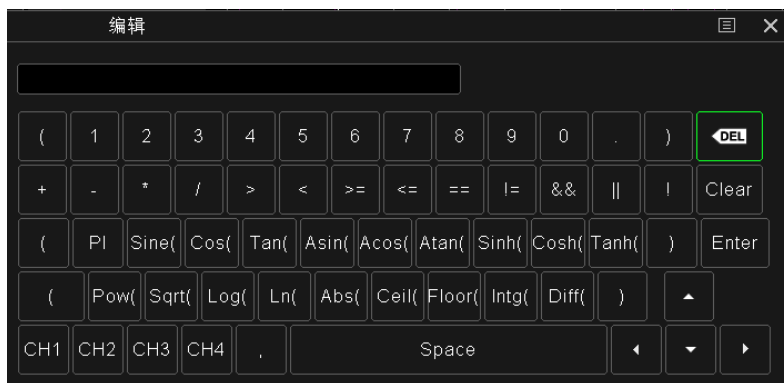 编辑
( 1 2 3 4 5 6 7 8 9 0 . ) DEL
+ - * / > < >= <= == != && || ! Clear
( PI Sine( Cos( Tan( Asin( Acos( Atan( Sinh( Cosh( Tanh( ) Enter
( Pow( Sqrt( Log( Ln( Abs( Ceil( Floor( Intg( Diff( )
CH1 CH2 CH3 CH4 , Space